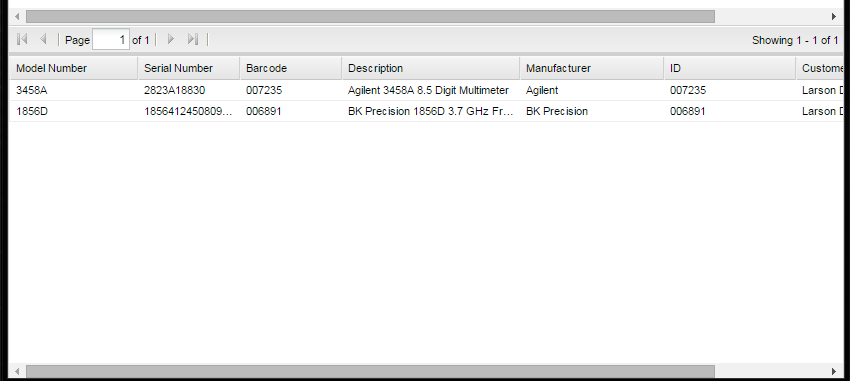 Page 1 of 1 Showing 1 - 1 of 1
Model Number Serial Number Barcode Description Manufacturer ID Custome
3458A 2823A18830 007235 Agilent 3458A 8.5 Digit Multimeter Agilent 007235 Larson D
1856D 1856412450809... 006891 BK Precision 1856D 3.7 GHz Fr... BK Precision 006891 Larson D